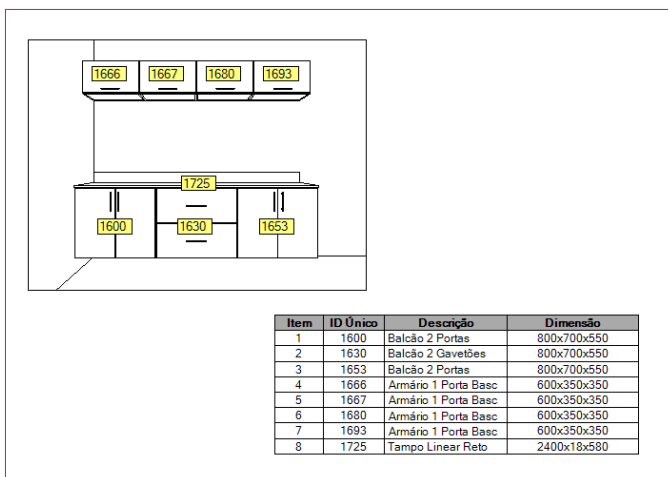 1666 1667 1680 1693
1725
1600 1630 1653
Item ID Único Descrição Dimensão
1 1600 Balcão 2 Portas 800x700x550
2 1630 Balcão 2 Gavetões 800x700x550
3 1653 Balcão 2 Portas 800x700x550
4 1666 Armário 1 Porta Basc 600x350x350
5 1667 Armário 1 Porta Basc 600x350x350
6 1680 Armário 1 Porta Basc 600x350x350
7 1693 Armário 1 Porta Basc 600x350x350
8 1725 Tampo Linear Reto 2400x18x580